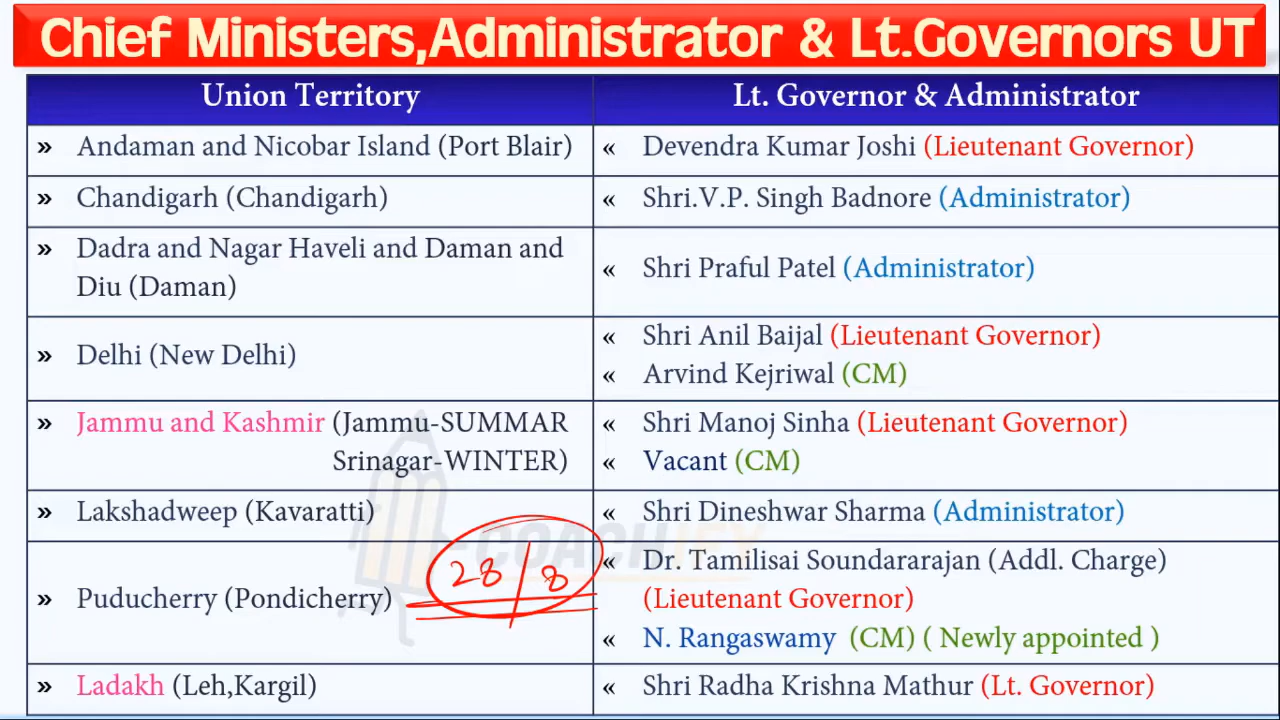 Chief Ministers,Administrator & Lt.Governors UT
Union Territory
Lt. Governor & Administrator
» Andaman and Nicobar Island (Port Blair)
« Devendra Kumar Joshi (Lieutenant Governor)
» Chandigarh (Chandigarh)
« Shri.V.P. Singh Badnore (Administrator)
» Dadra and Nagar Haveli and Daman and
Diu (Daman)
« Shri Praful Patel (Administrator)
» Delhi (New Delhi)
« Shri Anil Baijal (Lieutenant Governor)
« Arvind Kejriwal (CM)
» Jammu and Kashmir (Jammu-SUMMAR
Srinagar-WINTER)
« Shri Manoj Sinha (Lieutenant Governor)
« Vacant (CM)
» Lakshadweep (Kavaratti)
« Shri Dineshwar Sharma (Administrator)
» Puducherry (Pondicherry)
28/8
« Dr. Tamilisai Soundararajan (Addl. Charge)
(Lieutenant Governor)
« N. Rangaswamy (CM) ( Newly appointed )
» Ladakh (Leh,Kargil)
« Shri Radha Krishna Mathur (Lt. Governor)